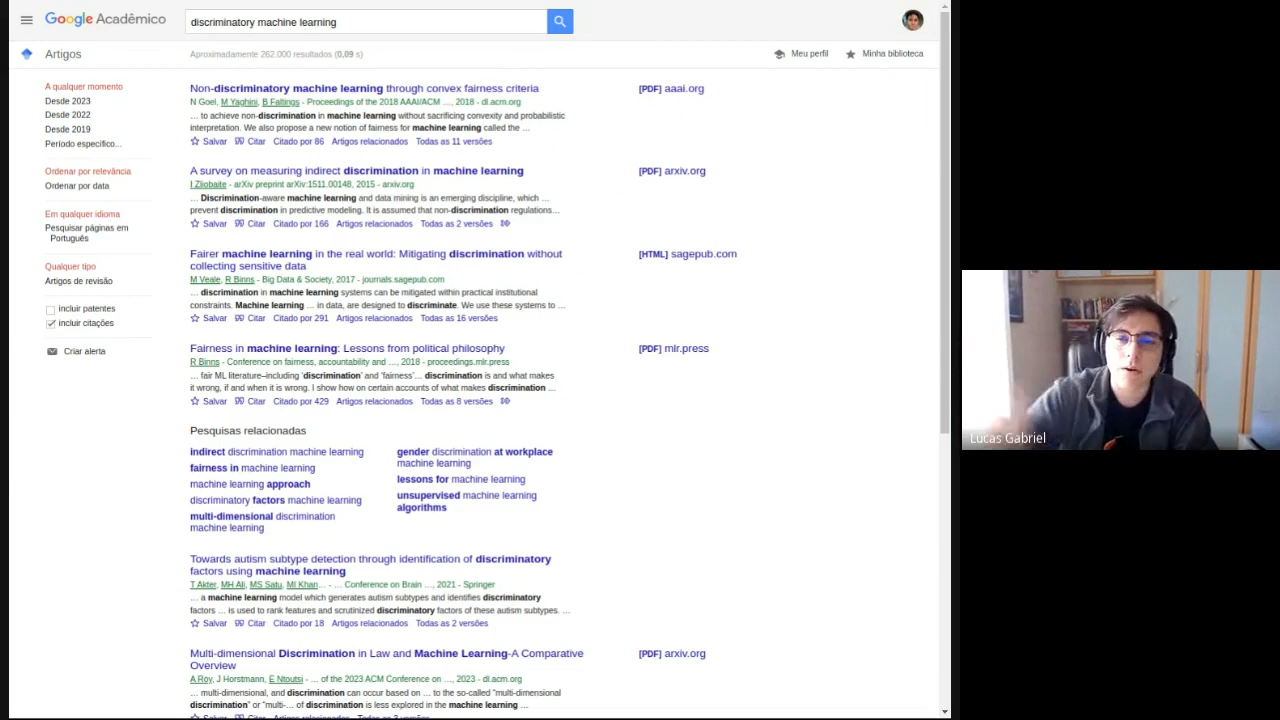 Google Acadêmico
discriminatory machine learning
Artigos
Aproximadamente 262.000 resultados (0,09 s)
Meu perfil
Minha biblioteca
A qualquer momento
Desde 2023
Desde 2022
Desde 2019
Período específico...
Ordenar por relevância
Ordenar por data
Em qualquer idioma
Pesquisar páginas em
Português
Qualquer tipo
Artigos de revisão
incluir patentes
incluir citações
Criar alerta
Non-discriminatory machine learning through convex fairness criteria
[PDF] aaai.org
N Goel, M Yaghini, B Faltings - Proceedings of the 2018 AAAI/ACM …, 2018 - dl.acm.org
… to achieve non-discrimination in machine learning without sacrificing convexity and probabilistic
interpretation. We also propose a new notion of fairness for machine learning called the …
Salvar Citar Citado por 86 Artigos relacionados Todas as 11 versões
A survey on measuring indirect discrimination in machine learning
[PDF] arxiv.org
I Zliobaite - arXiv preprint arXiv:1511.00148, 2015 - arxiv.org
… Discrimination-aware machine learning and data mining is an emerging discipline, which …
prevent discrimination in predictive modeling. It is assumed that non-discrimination regulations…
Salvar Citar Citado por 166 Artigos relacionados Todas as 2 versões
Fairer machine learning in the real world: Mitigating discrimination without
collecting sensitive data
[HTML] sagepub.com
M Veale, R Binns - Big Data & Society, 2017 - journals.sagepub.com
… discrimination in machine learning systems can be mitigated within practical institutional
constraints. Machine learning … in data, are designed to discriminate. We use these systems to …
Salvar Citar Citado por 291 Artigos relacionados Todas as 16 versões
Fairness in machine learning: Lessons from political philosophy
[PDF] mlr.press
R Binns - Conference on fairness, accountability and …, 2018 - proceedings.mlr.press
… fair ML literature–including ‘discrimination’ and ‘fairness’… discrimination is and what makes
it wrong, if and when it is wrong. I show how on certain accounts of what makes discrimination …
Salvar Citar Citado por 429 Artigos relacionados Todas as 8 versões
Pesquisas relacionadas
indirect discrimination machine learning
fairness in machine learning
machine learning approach
discriminatory factors machine learning
multi-dimensional discrimination
machine learning
gender discrimination at workplace
machine learning
lessons for machine learning
unsupervised machine learning
algorithms
Towards autism subtype detection through identification of discriminatory
factors using machine learning
T Akter, MH Ali, MS Satu, MI Khan… - … Conference on Brain …, 2021 - Springer
… a machine learning model which generates autism subtypes and identifies discriminatory
factors … is used to rank features and scrutinized discriminatory factors of these autism subtypes. …
Salvar Citar Citado por 18 Artigos relacionados Todas as 2 versões
Multi-dimensional Discrimination in Law and Machine Learning-A Comparative
Overview
[PDF] arxiv.org
A Roy, J Horstmann, E Ntoutsi - … of the 2023 ACM Conference on …, 2023 - dl.acm.org
… multi-dimensional, and discrimination can occur based on … to the so-called “multi-dimensional
discrimination” or “multi-… of discrimination is less explored in the machine learning …
Salvar Citar Artigos relacionados Todas as 3 versões
Lucas Gabriel